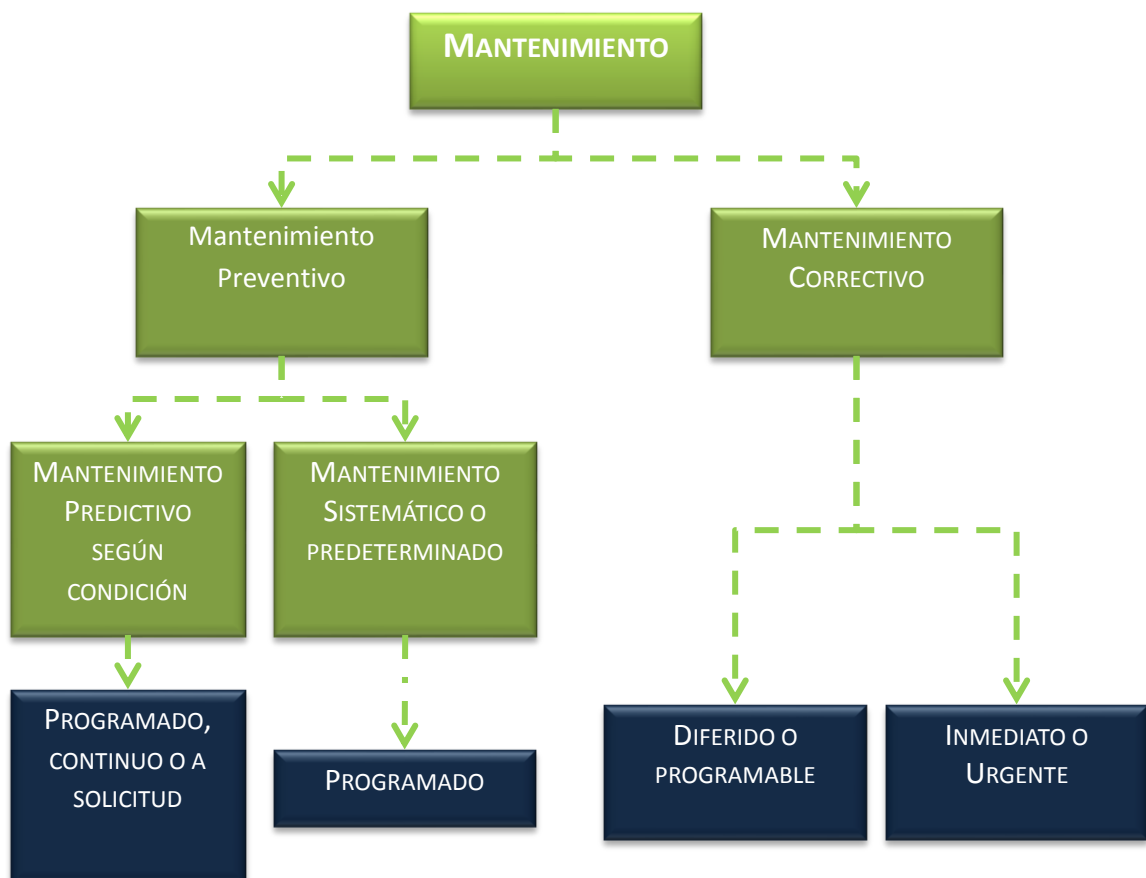 MANTENIMIENTO
Mantenimiento
Preventivo
MANTENIMIENTO
CORRECTIVO
MANTENIMIENTO
PREDICTIVO
SEGÚN
CONDICIÓN
MANTENIMIENTO
SISTEMÁTICO O
PREDETERMINADO
PROGRAMADO,
CONTINUO O A
SOLICITUD
PROGRAMADO
DIFERIDO O
PROGRAMABLE
INMEDIATO O
URGENTE